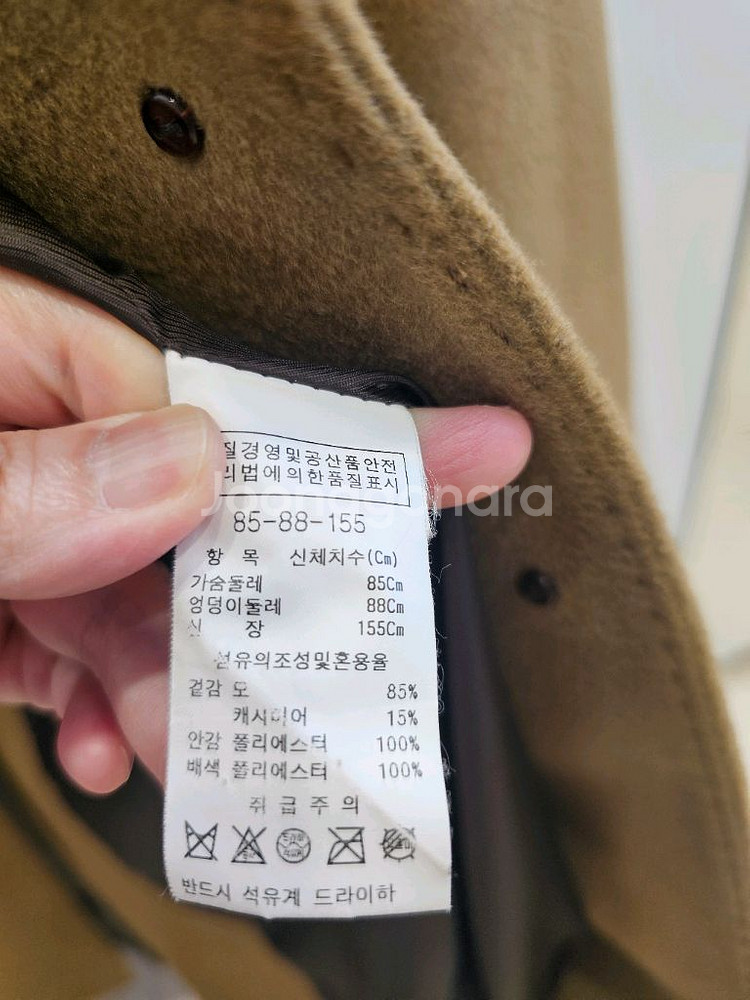 질경영및공산품안전
리법에의한품질표시
Joonggonara
85-88-155
항 목 신체치수(Cm)
가슴둘레 85Cm
엉덩이둘레 88Cm
신 장 155Cm
섬유의조성및혼용율
겉감 모 85%
캐시미어 15%
안감 폴리에스터 100%
배색 폴리에스터 100%
취 급 주 의
반드시 석유계 드라이하